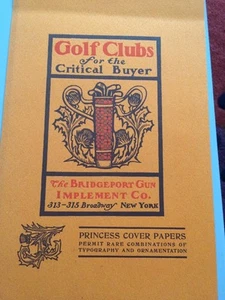 Golf Clubs
for the
Critical Buyer
The BRIDGEPORT GUN
IMPLEMENT CO.
313-315 Broadway NEW YORK
PRINCESS COVER PAPERS
PERMIT RARE COMBINATIONS OF
TYPOGRAPHY AND ORNAMENTATION